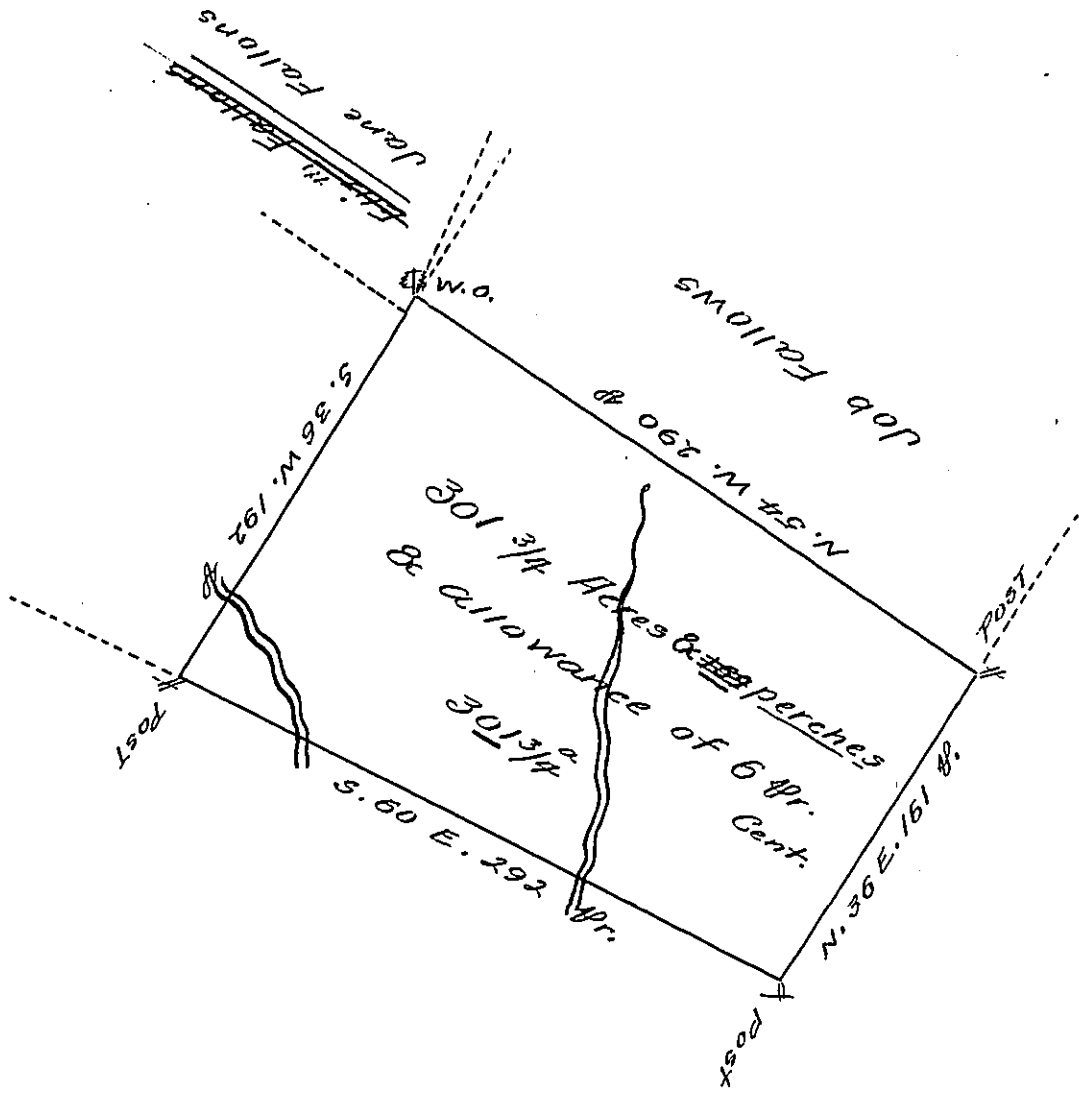 Jane Fallons
W.O.
Job Fallows
S. 36 W. 192 p
N. 54 W. 290 p
301 3/4 Acres & perches
& allowance of 6 pr.
Cent.
301 3/4 a
Post
Post
S. 60 E. 292 pr.
N. 36 E. 161 p.
Post